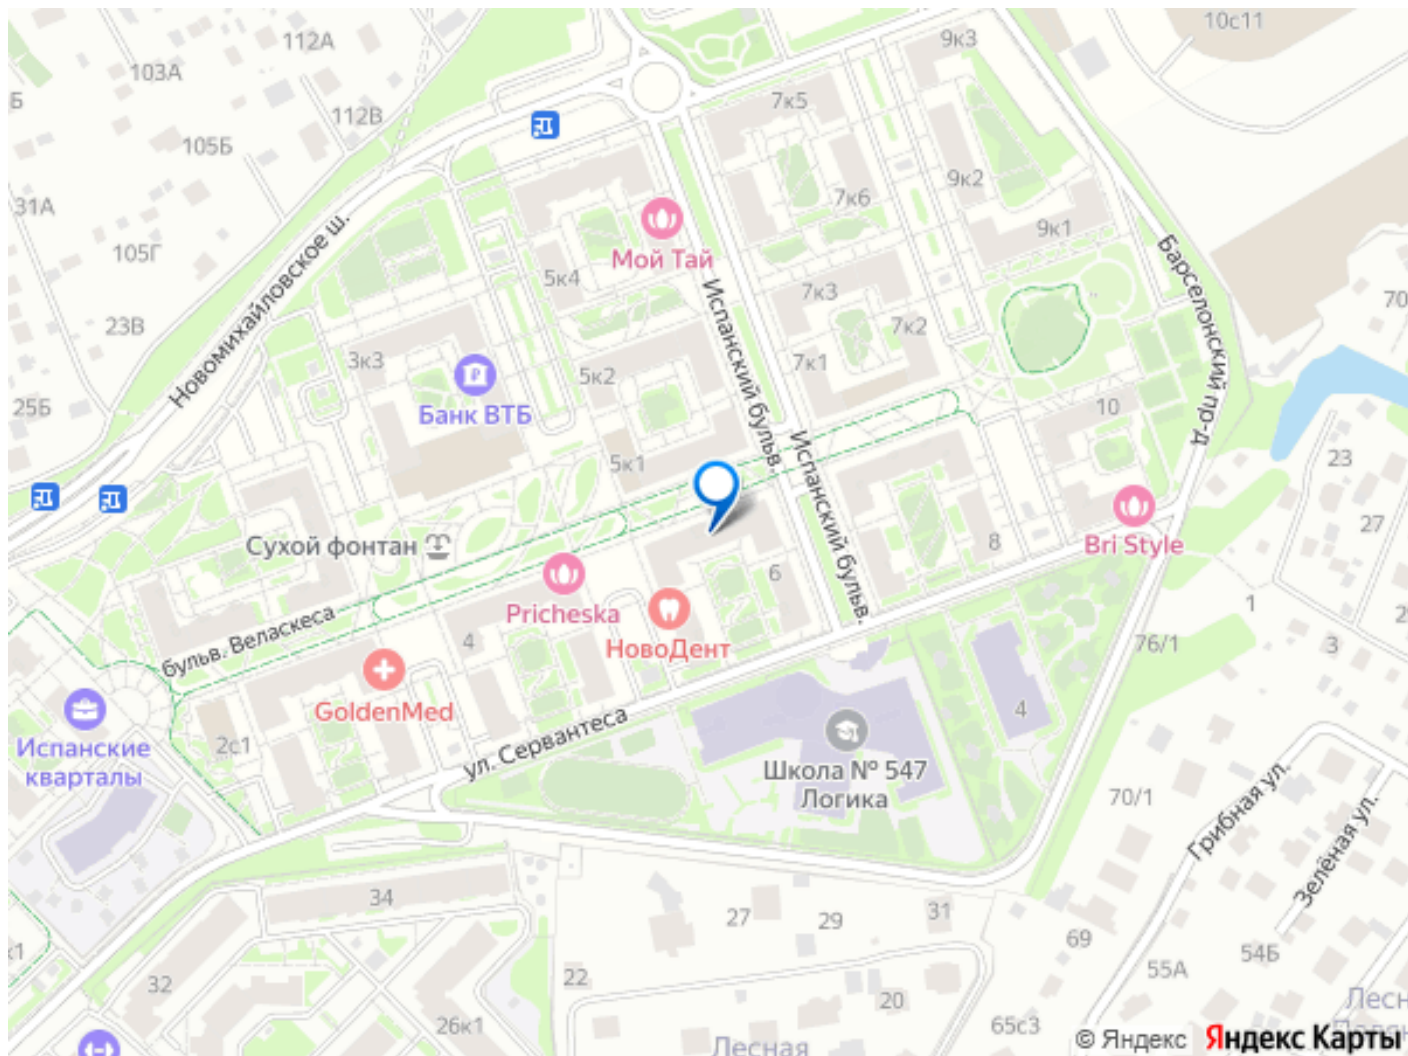 10с11
112А
9к3
103А
Б
7к5
112В
105Б
9к2
7к6
31А
9к1
Мой Тай
105Г
Новомихайловское ш.
5к4
Барселонский пр-д
7к3
70
23В
7к2
Испанский бульв.
3к3
7к1
5к2
Банк ВТБ
25Б
10
5к1
Испанский бульв.
23
27
Сухой фонтан
8
Bri Style
6
Pricheska
1
бульв. Веласкеса
4
НовоДент
76/1
3
GoldenMed
4
2с1
ул. Сервантеса
Испанские
кварталы
Школа № 547
Логика
70/1
Грибная ул.
Зелёная ул.
34
27
29
31
69
к1
54Б
55А
22
32
20
26к1
65с3
Лесная
© Яндекс
Яндекс Карты